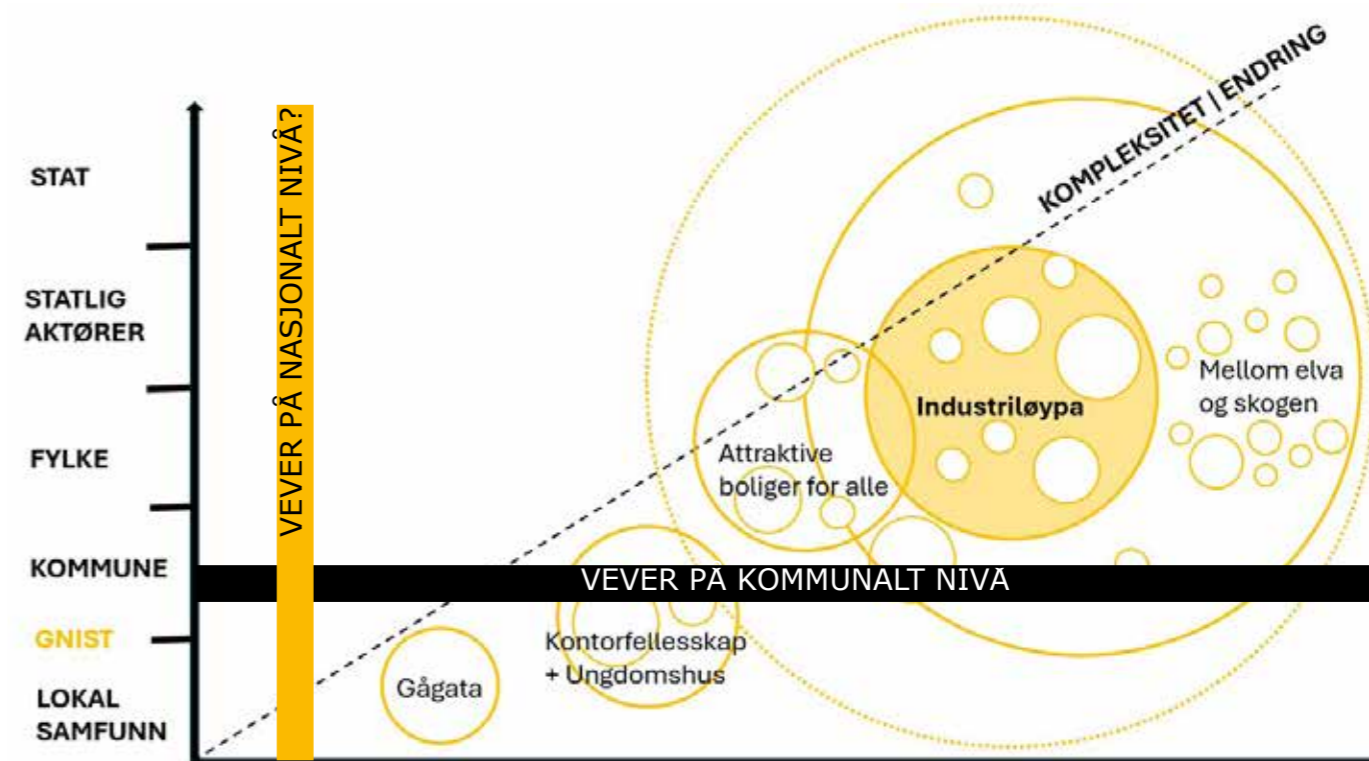 STAT
STATLIG
AKTØRER
FYLKE
KOMMUNE
GNIST
LOKAL
SAMFUNN
VEVER PÅ NASJONALT NIVÅ?
KOMPLEKSITET | ENDRING
Mellom elva
og skogen
Industriløypa
Attraktive
boliger for alle
VEVER PÅ KOMMUNALT NIVÅ
Kontorfellesskap
+ Ungdomshus
Gågata